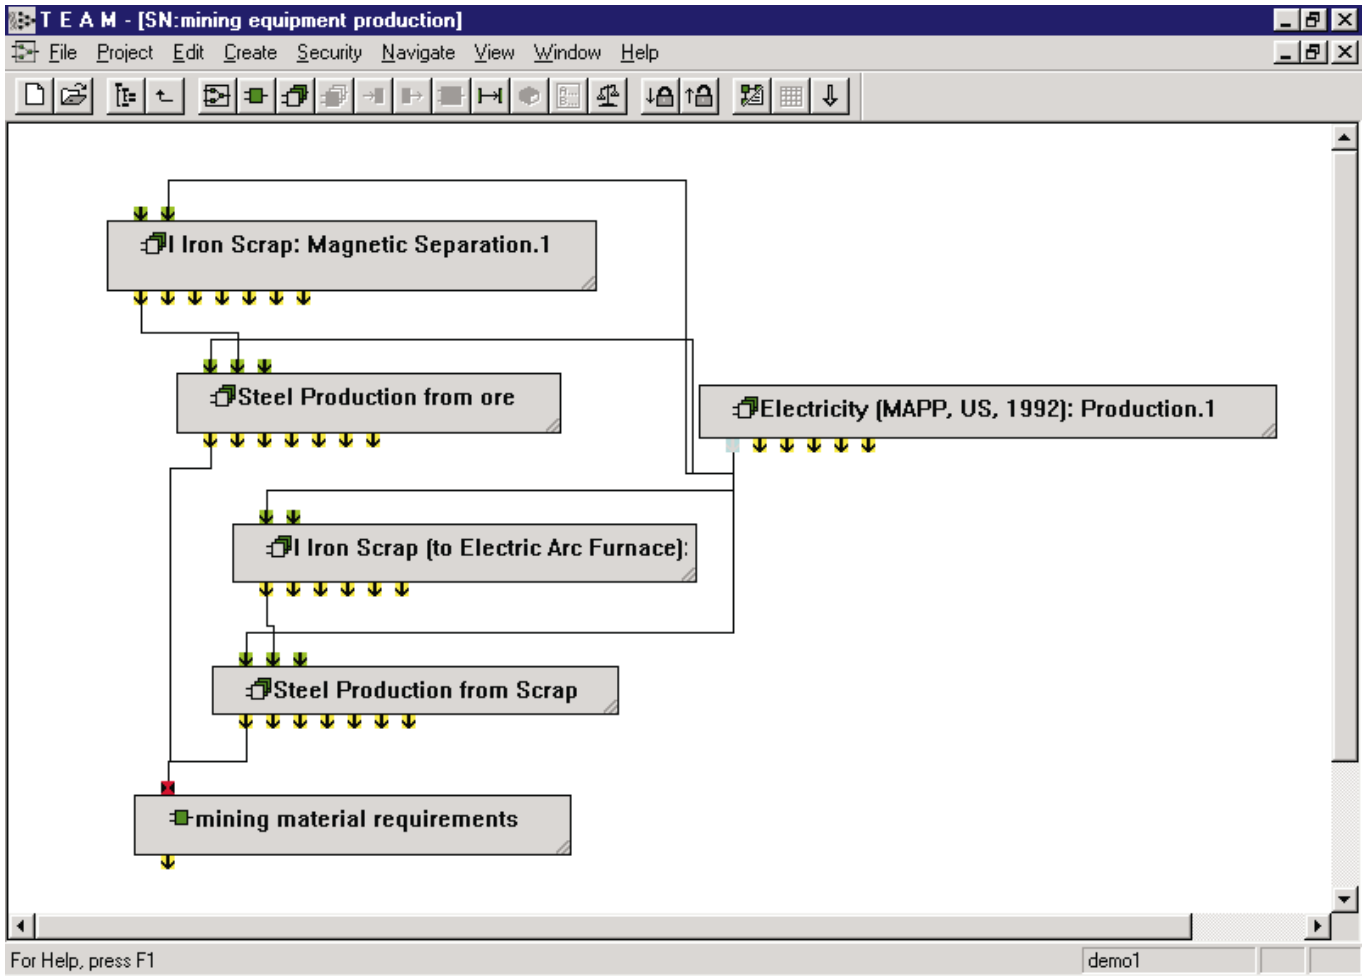 T E A M - [SN:mining equipment production]
File Project Edit Create Security Navigate View Window Help
I Iron Scrap: Magnetic Separation.1
Steel Production from ore
Electricity (MAPP, US, 1992): Production.1
I Iron Scrap (to Electric Arc Furnace):
Steel Production from Scrap
mining material requirements
For Help, press F1
demo1